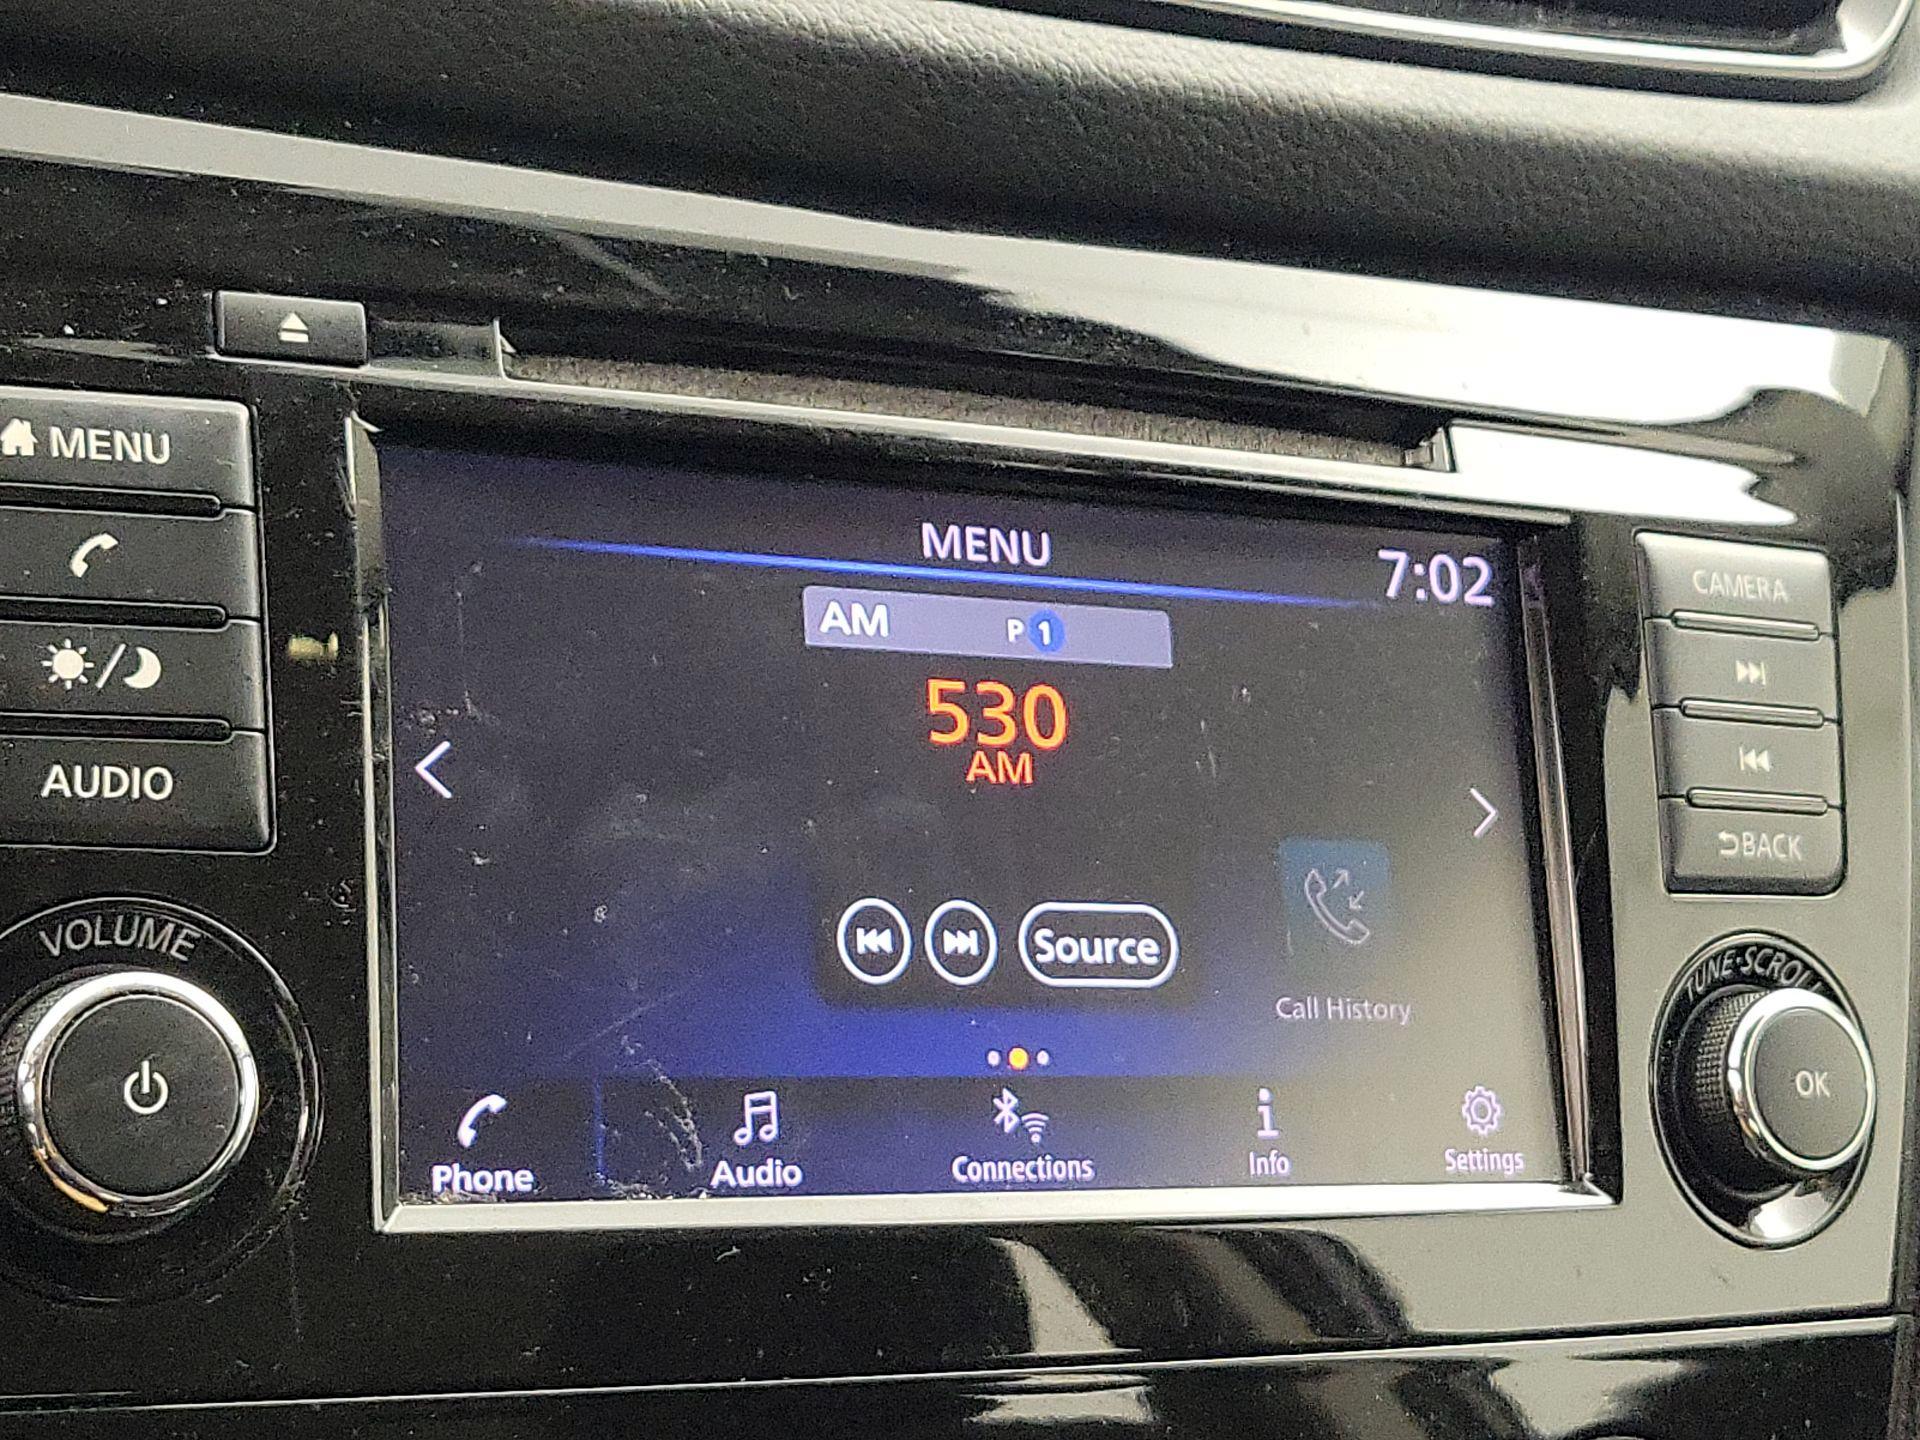 MENU
AUDIO
VOLUME
MENU
7:02
AM P 1
530
AM
Source
Call History
Phone
Audio
Connections
Info
Settings
CAMERA
BACK
TUNE·SCROLL
OK